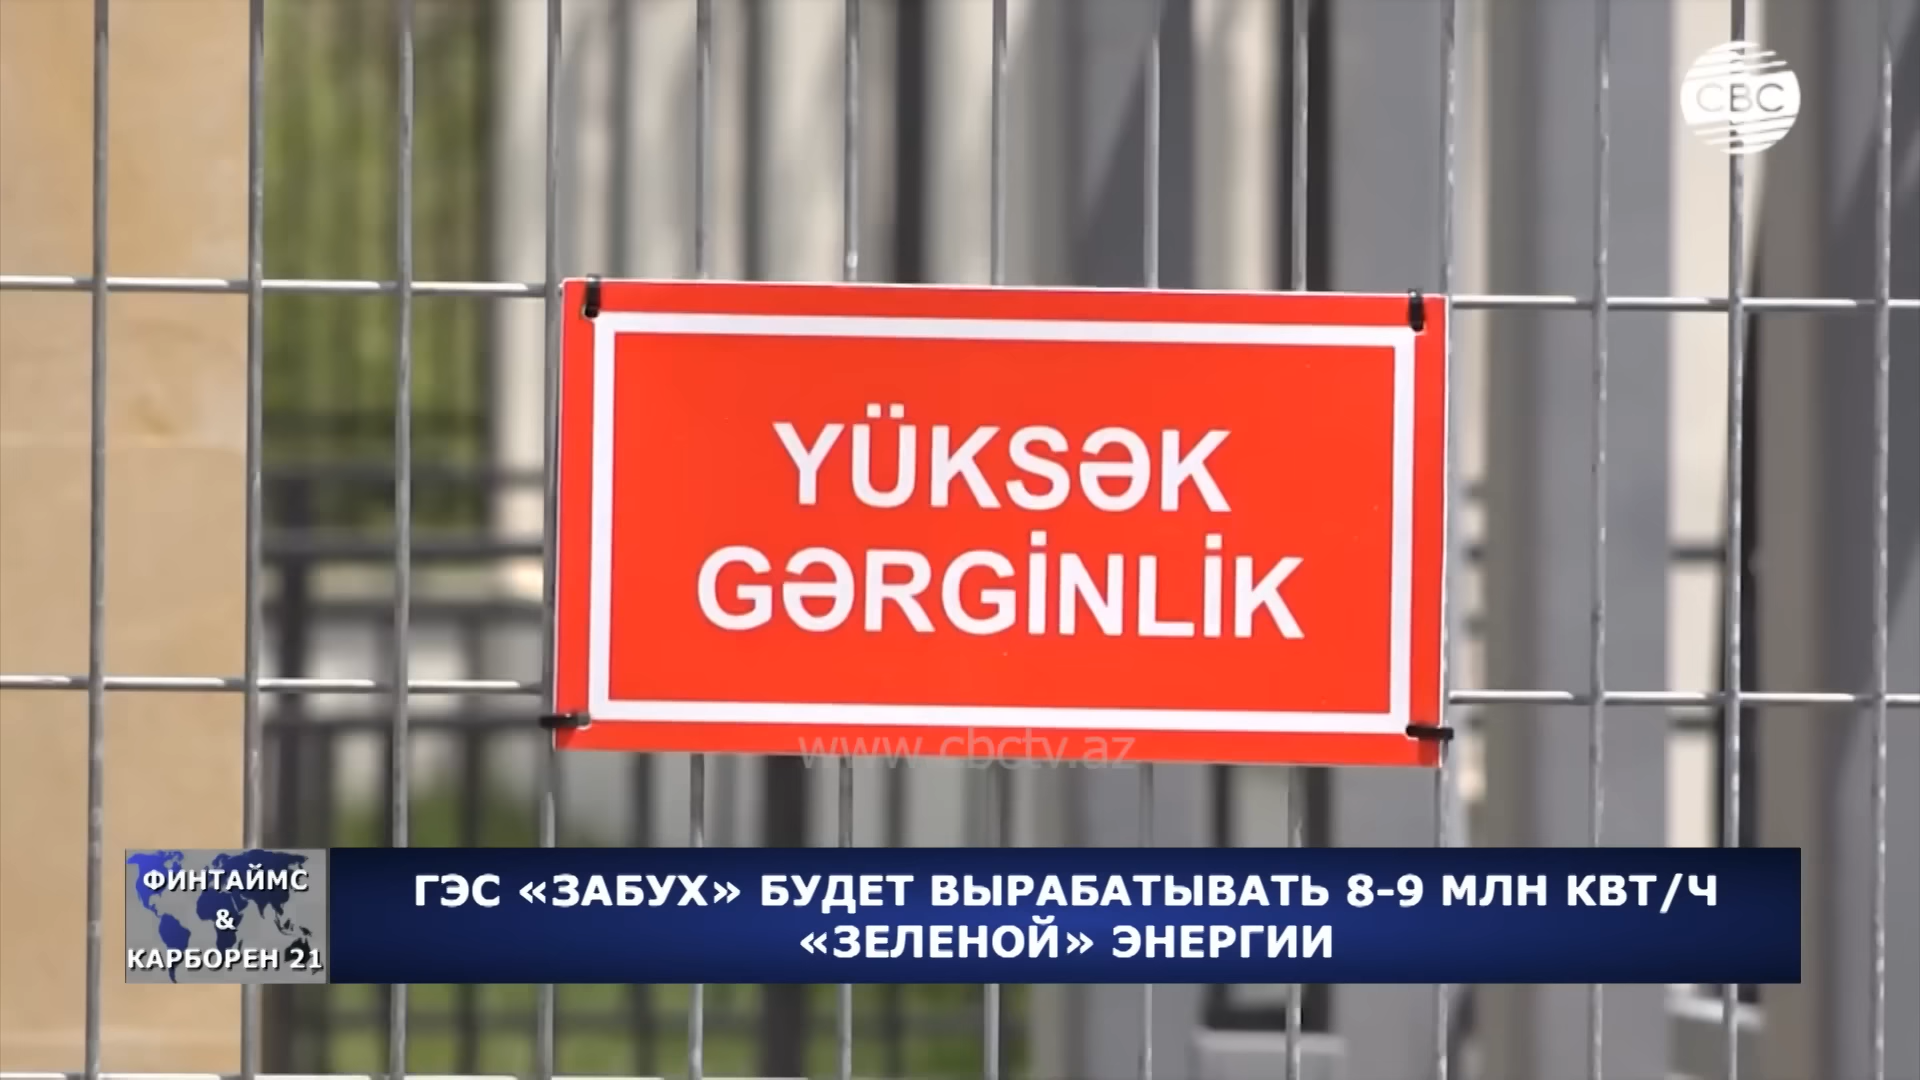 CBC
YÜKSƏK
GƏRGİNLİK
www.cbctv.az
ФИНТАЙМС
&
КАРБОРЕН 21
ГЭС «ЗАБУХ» БУДЕТ ВЫРАБАТЫВАТЬ 8-9 МЛН КВТ/Ч
«ЗЕЛЕНОЙ» ЭНЕРГИИ